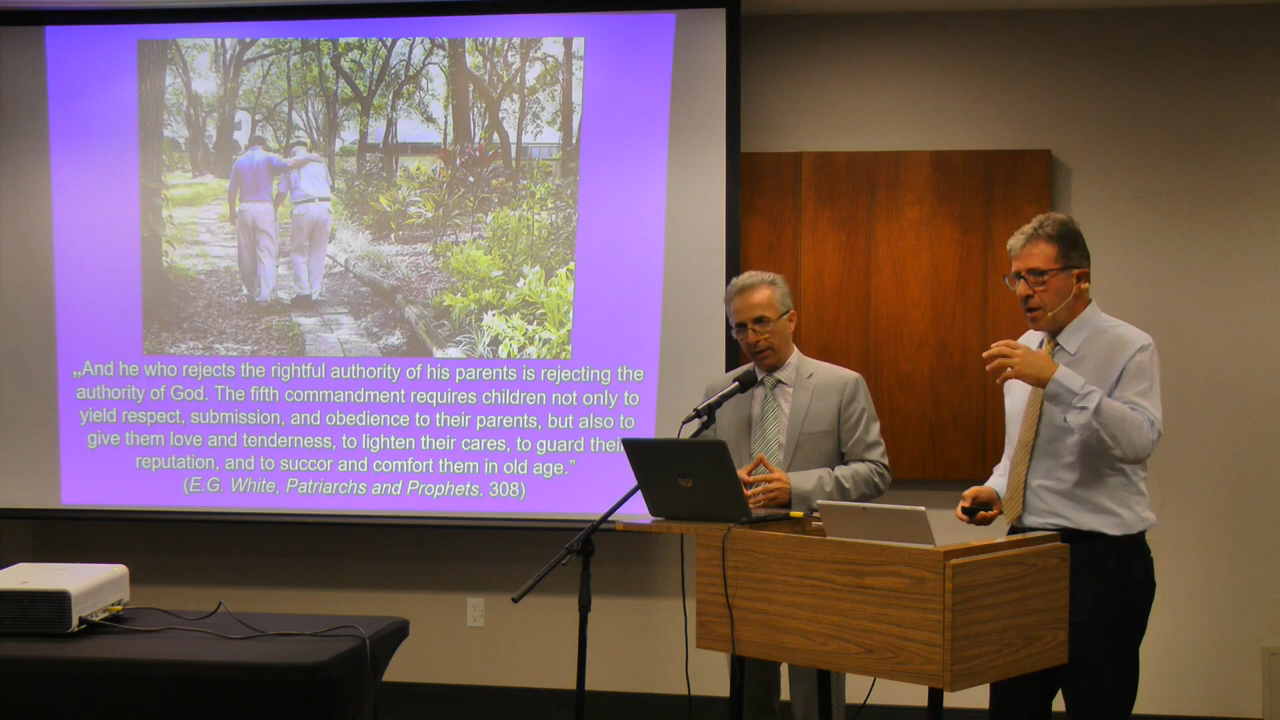 „And he who rejects the rightful authority of his parents is rejecting the
authority of God. The fifth commandment requires children not only to
yield respect, submission, and obedience to their parents, but also to
give them love and tenderness, to lighten their cares, to guard their
reputation, and to succor and comfort them in old age.”
(E.G. White, Patriarchs and Prophets. 308)